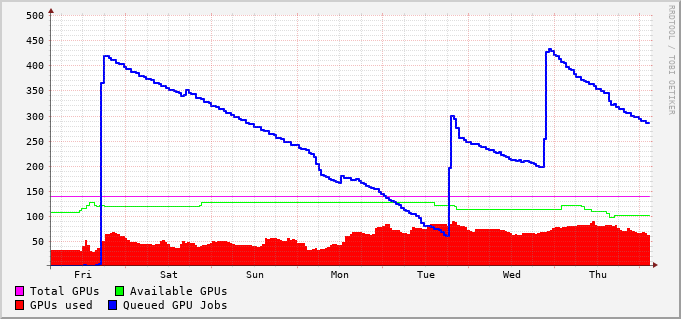 500
450
400
350
300
250
200
150
100
50
Fri Sat Sun Mon Tue Wed Thu
Total GPUs Available GPUs
GPUs used Queued GPU Jobs
RRDTOOL / TOBI OETIKER